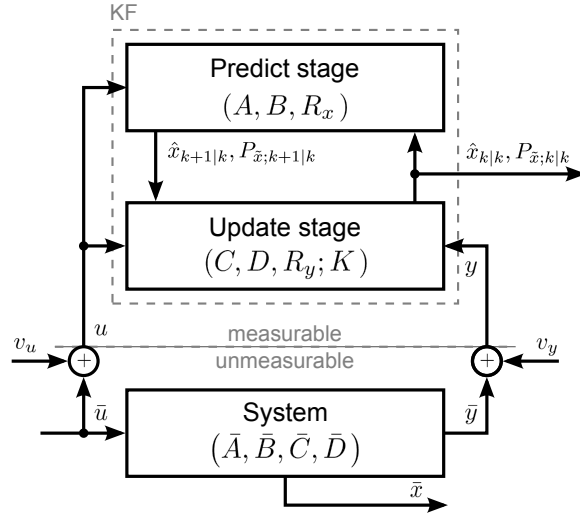 KF
Predict stage
(A, B, R_x)
x̂_{k+1|k}, P_{x̃;k+1|k}
x̂_{k|k}, P_{x̃;k|k}
Update stage
(C, D, R_y; K)
y
u
measurable
v_u
+
unmeasurable
+
v_y
ū
System
ȳ
(Ā, B̄, C̄, D̄)
x̄